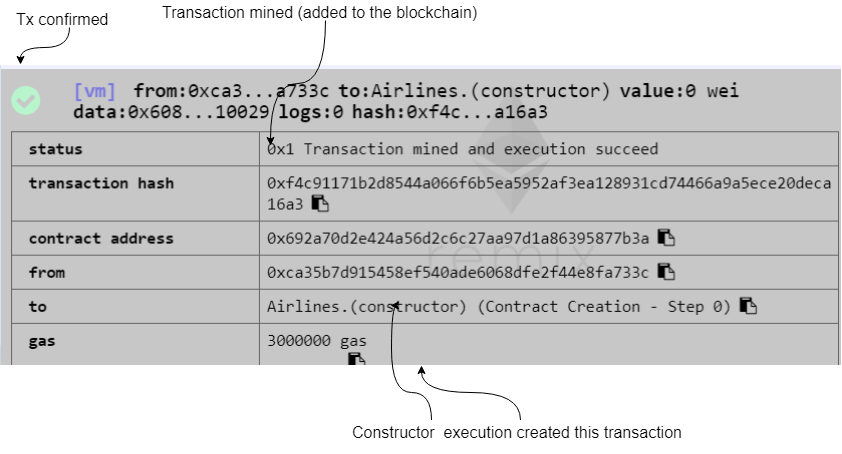 Tx confirmed
Transaction mined (added to the blockchain)
[vm] from:0xca3...a733c to:Airlines.(constructor) value:0 wei
data:0x608...10029 logs:0 hash:0xf4c...a16a3
status 0x1 Transaction mined and execution succeed
transaction hash 0xf4c91171b2d8544a066f6b5ea5952af3ea128931cd74466a9a5ece20deca
16a3
contract address 0x692a70d2e424a56d2c6c27aa97d1a86395877b3a
remix
from 0xca35b7d915458ef540ade6068dfe2f44e8fa733c
to Airlines.(constructor) (Contract Creation - Step 0)
gas 3000000 gas
Constructor execution created this transaction